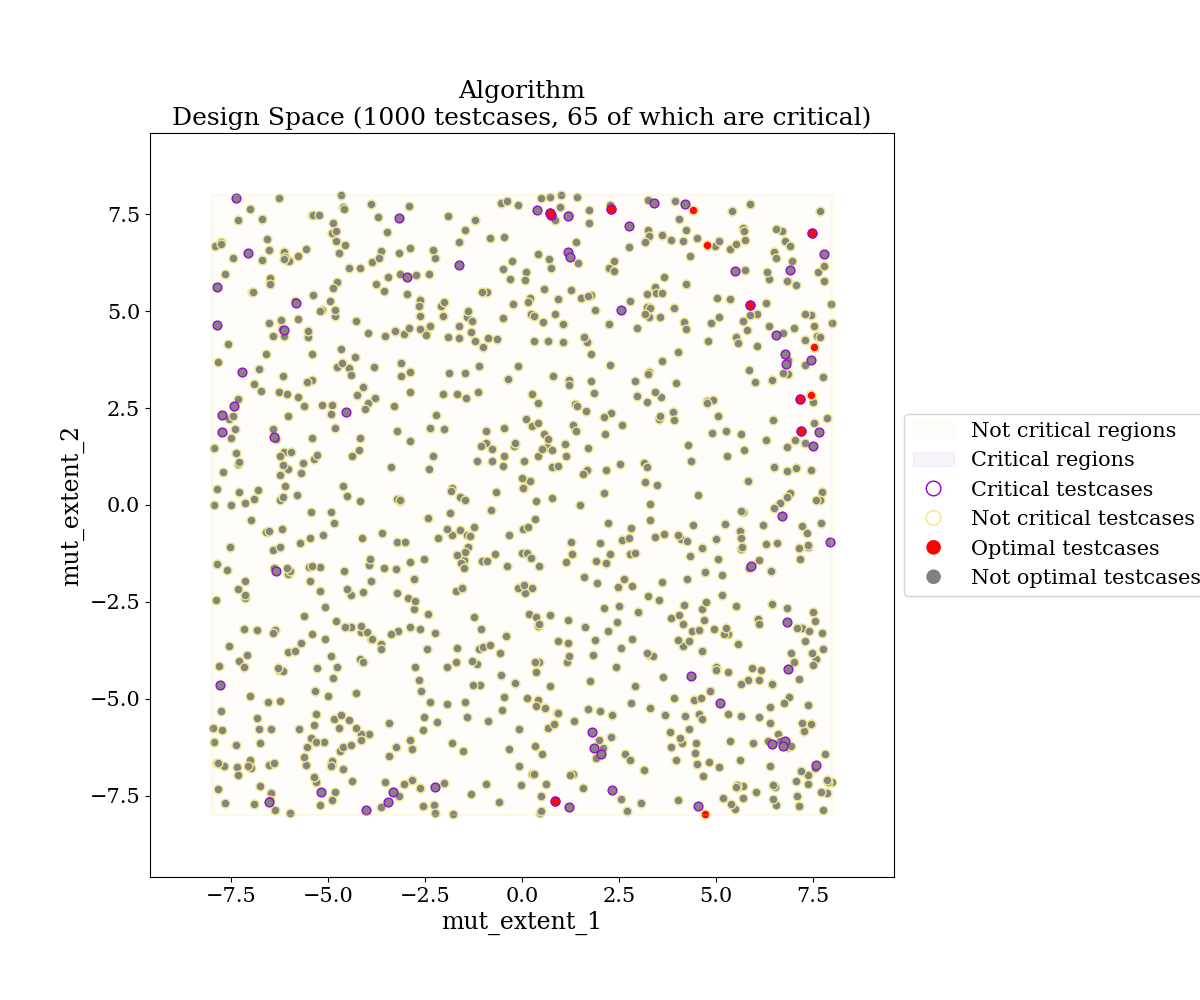 Algorithm
Design Space (1000 testcases, 65 of which are critical)
7.5
5.0
2.5
0.0
−2.5
−5.0
−7.5
mut_extent_2
−7.5 −5.0 −2.5 0.0 2.5 5.0 7.5
mut_extent_1
Not critical regions
Critical regions
Critical testcases
Not critical testcases
Optimal testcases
Not optimal testcases